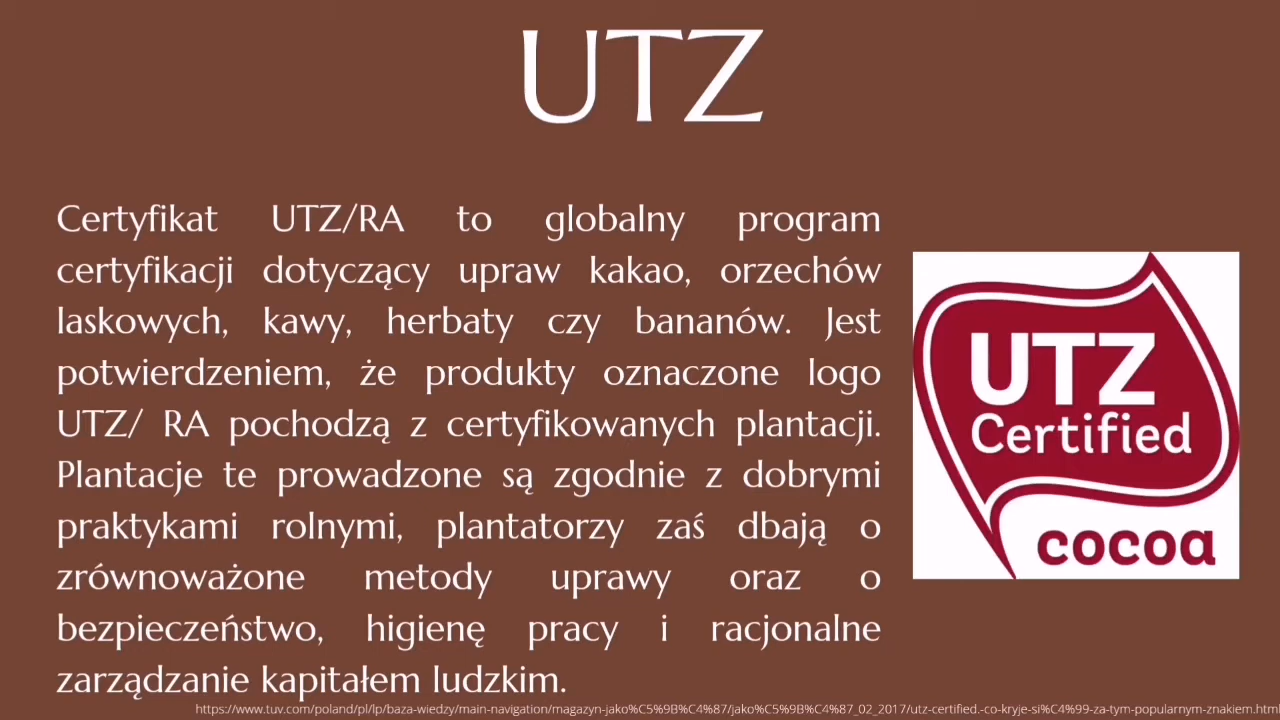 UTZ
Certyfikat UTZ/RA to globalny program
certyfikacji dotyczący upraw kakao, orzechów
laskowych, kawy, herbaty czy bananów. Jest
potwierdzeniem, że produkty oznaczone logo
UTZ/ RA pochodzą z certyfikowanych plantacji.
Plantacje te prowadzone są zgodnie z dobrymi
praktykami rolnymi, plantatorzy zaś dbają o
zrównoważone metody uprawy oraz o
bezpieczeństwo, higienę pracy i racjonalne
zarządzanie kapitałem ludzkim.
UTZ
Certified
cocoa
https://www.tuv.com/poland/pl/lp/baza-wiedzy/main-navigation/magazyn-jako%C5%9B%C4%87/jako%C5%9B%C4%87_02_2017/utz-certified.-co-kryje-si%C4%99-za-tym-popularnym-znakiem.html